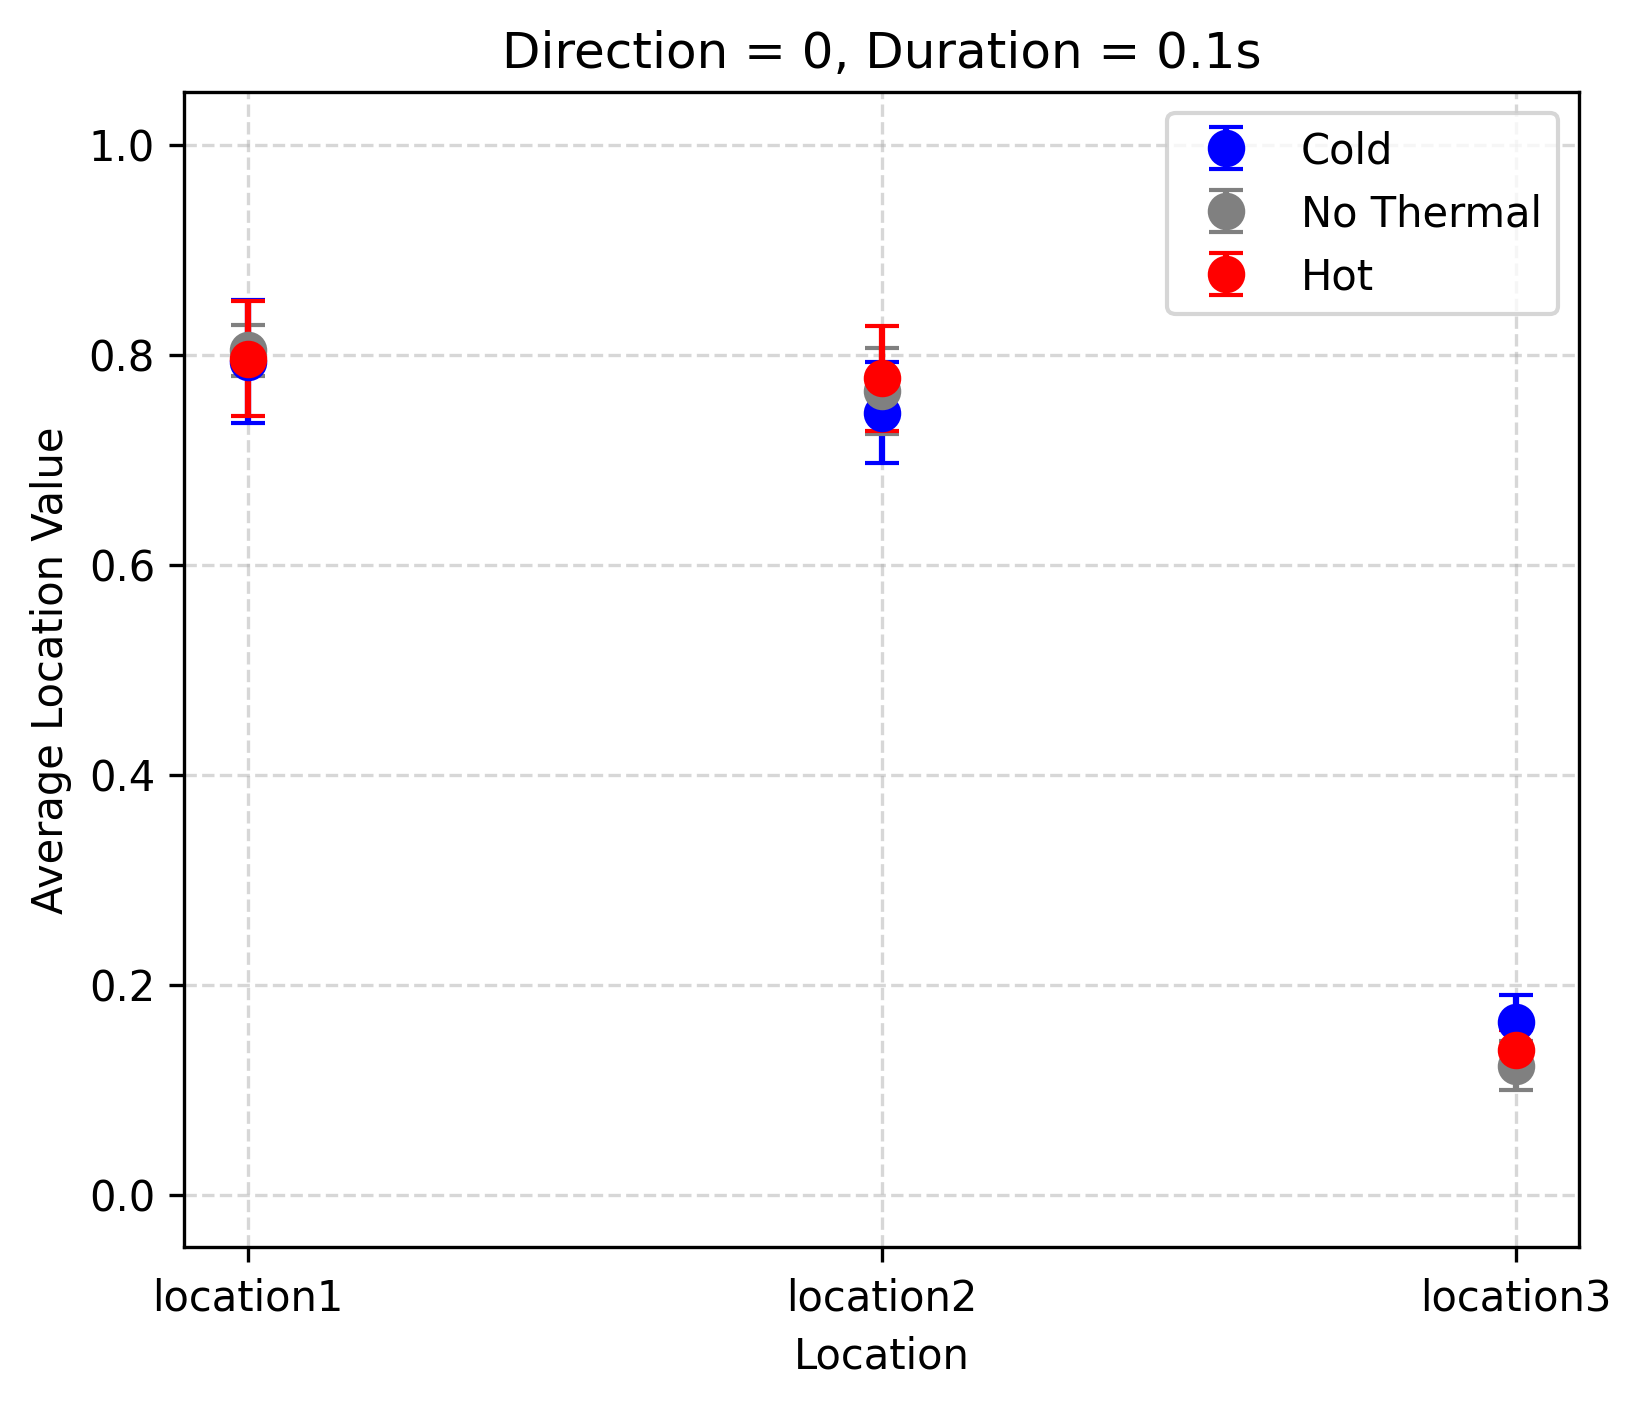 Direction = 0, Duration = 0.1s
Cold
No Thermal
Hot
1.0
0.8
0.6
0.4
0.2
0.0
Average Location Value
location1
location2
location3
Location